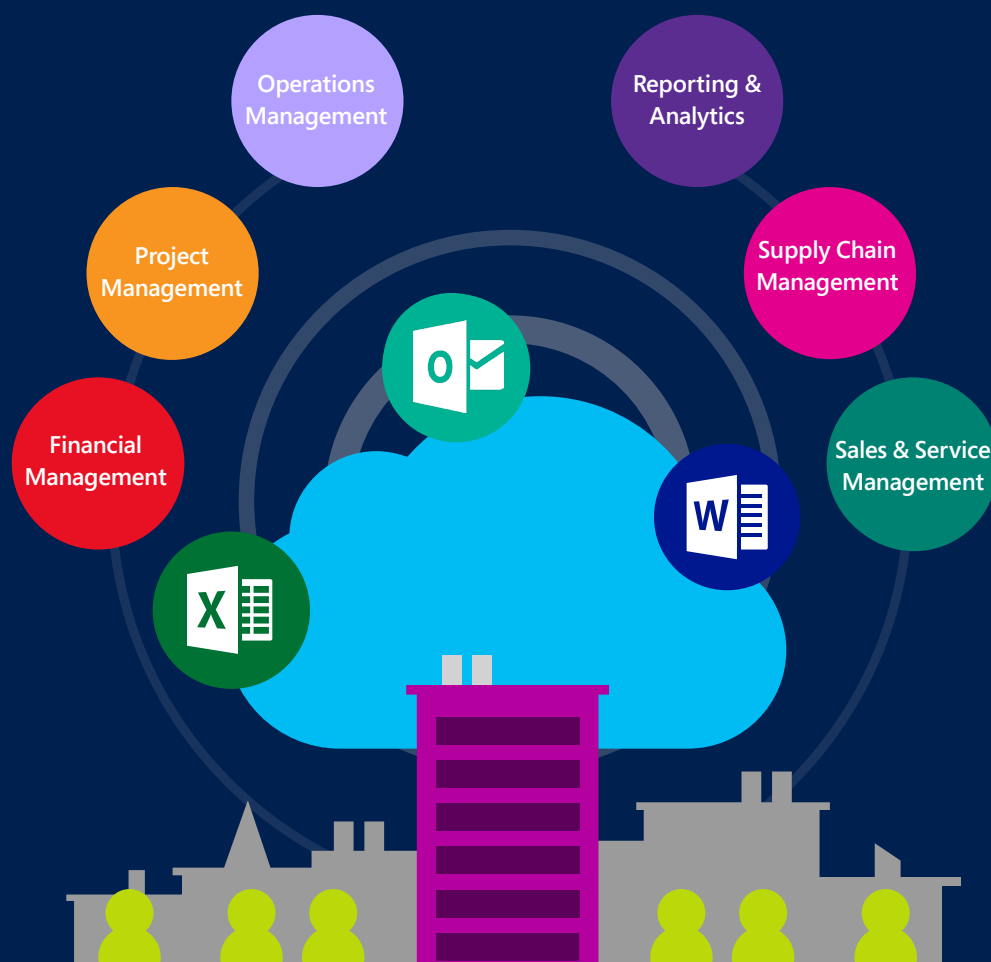 Operations
Management
Reporting &
Analytics
Project
Management
Supply Chain
Management
O
Financial
Management
Sales & Service
Management
W
X